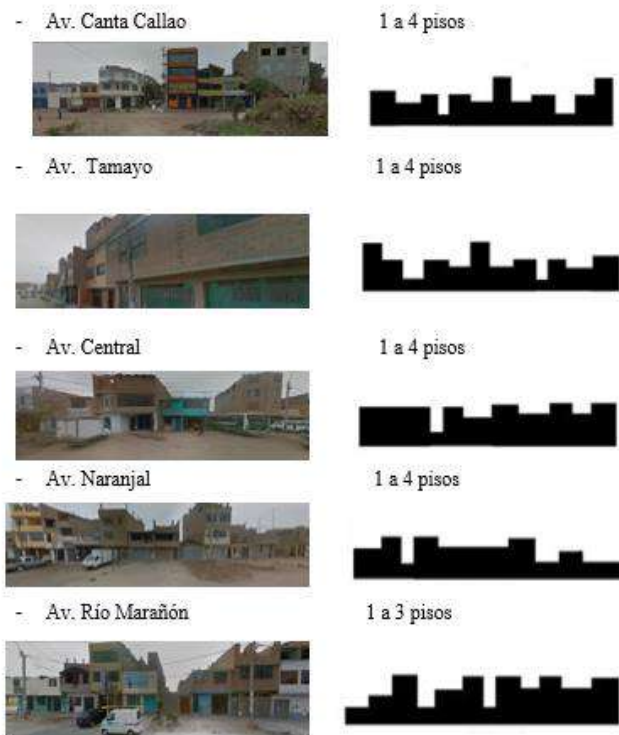 - Av. Canta Callao 1 a 4 pisos
- Av. Tamayo 1 a 4 pisos
- Av. Central 1 a 4 pisos
- Av. Naranjal 1 a 4 pisos
- Av. Río Marañón 1 a 3 pisos